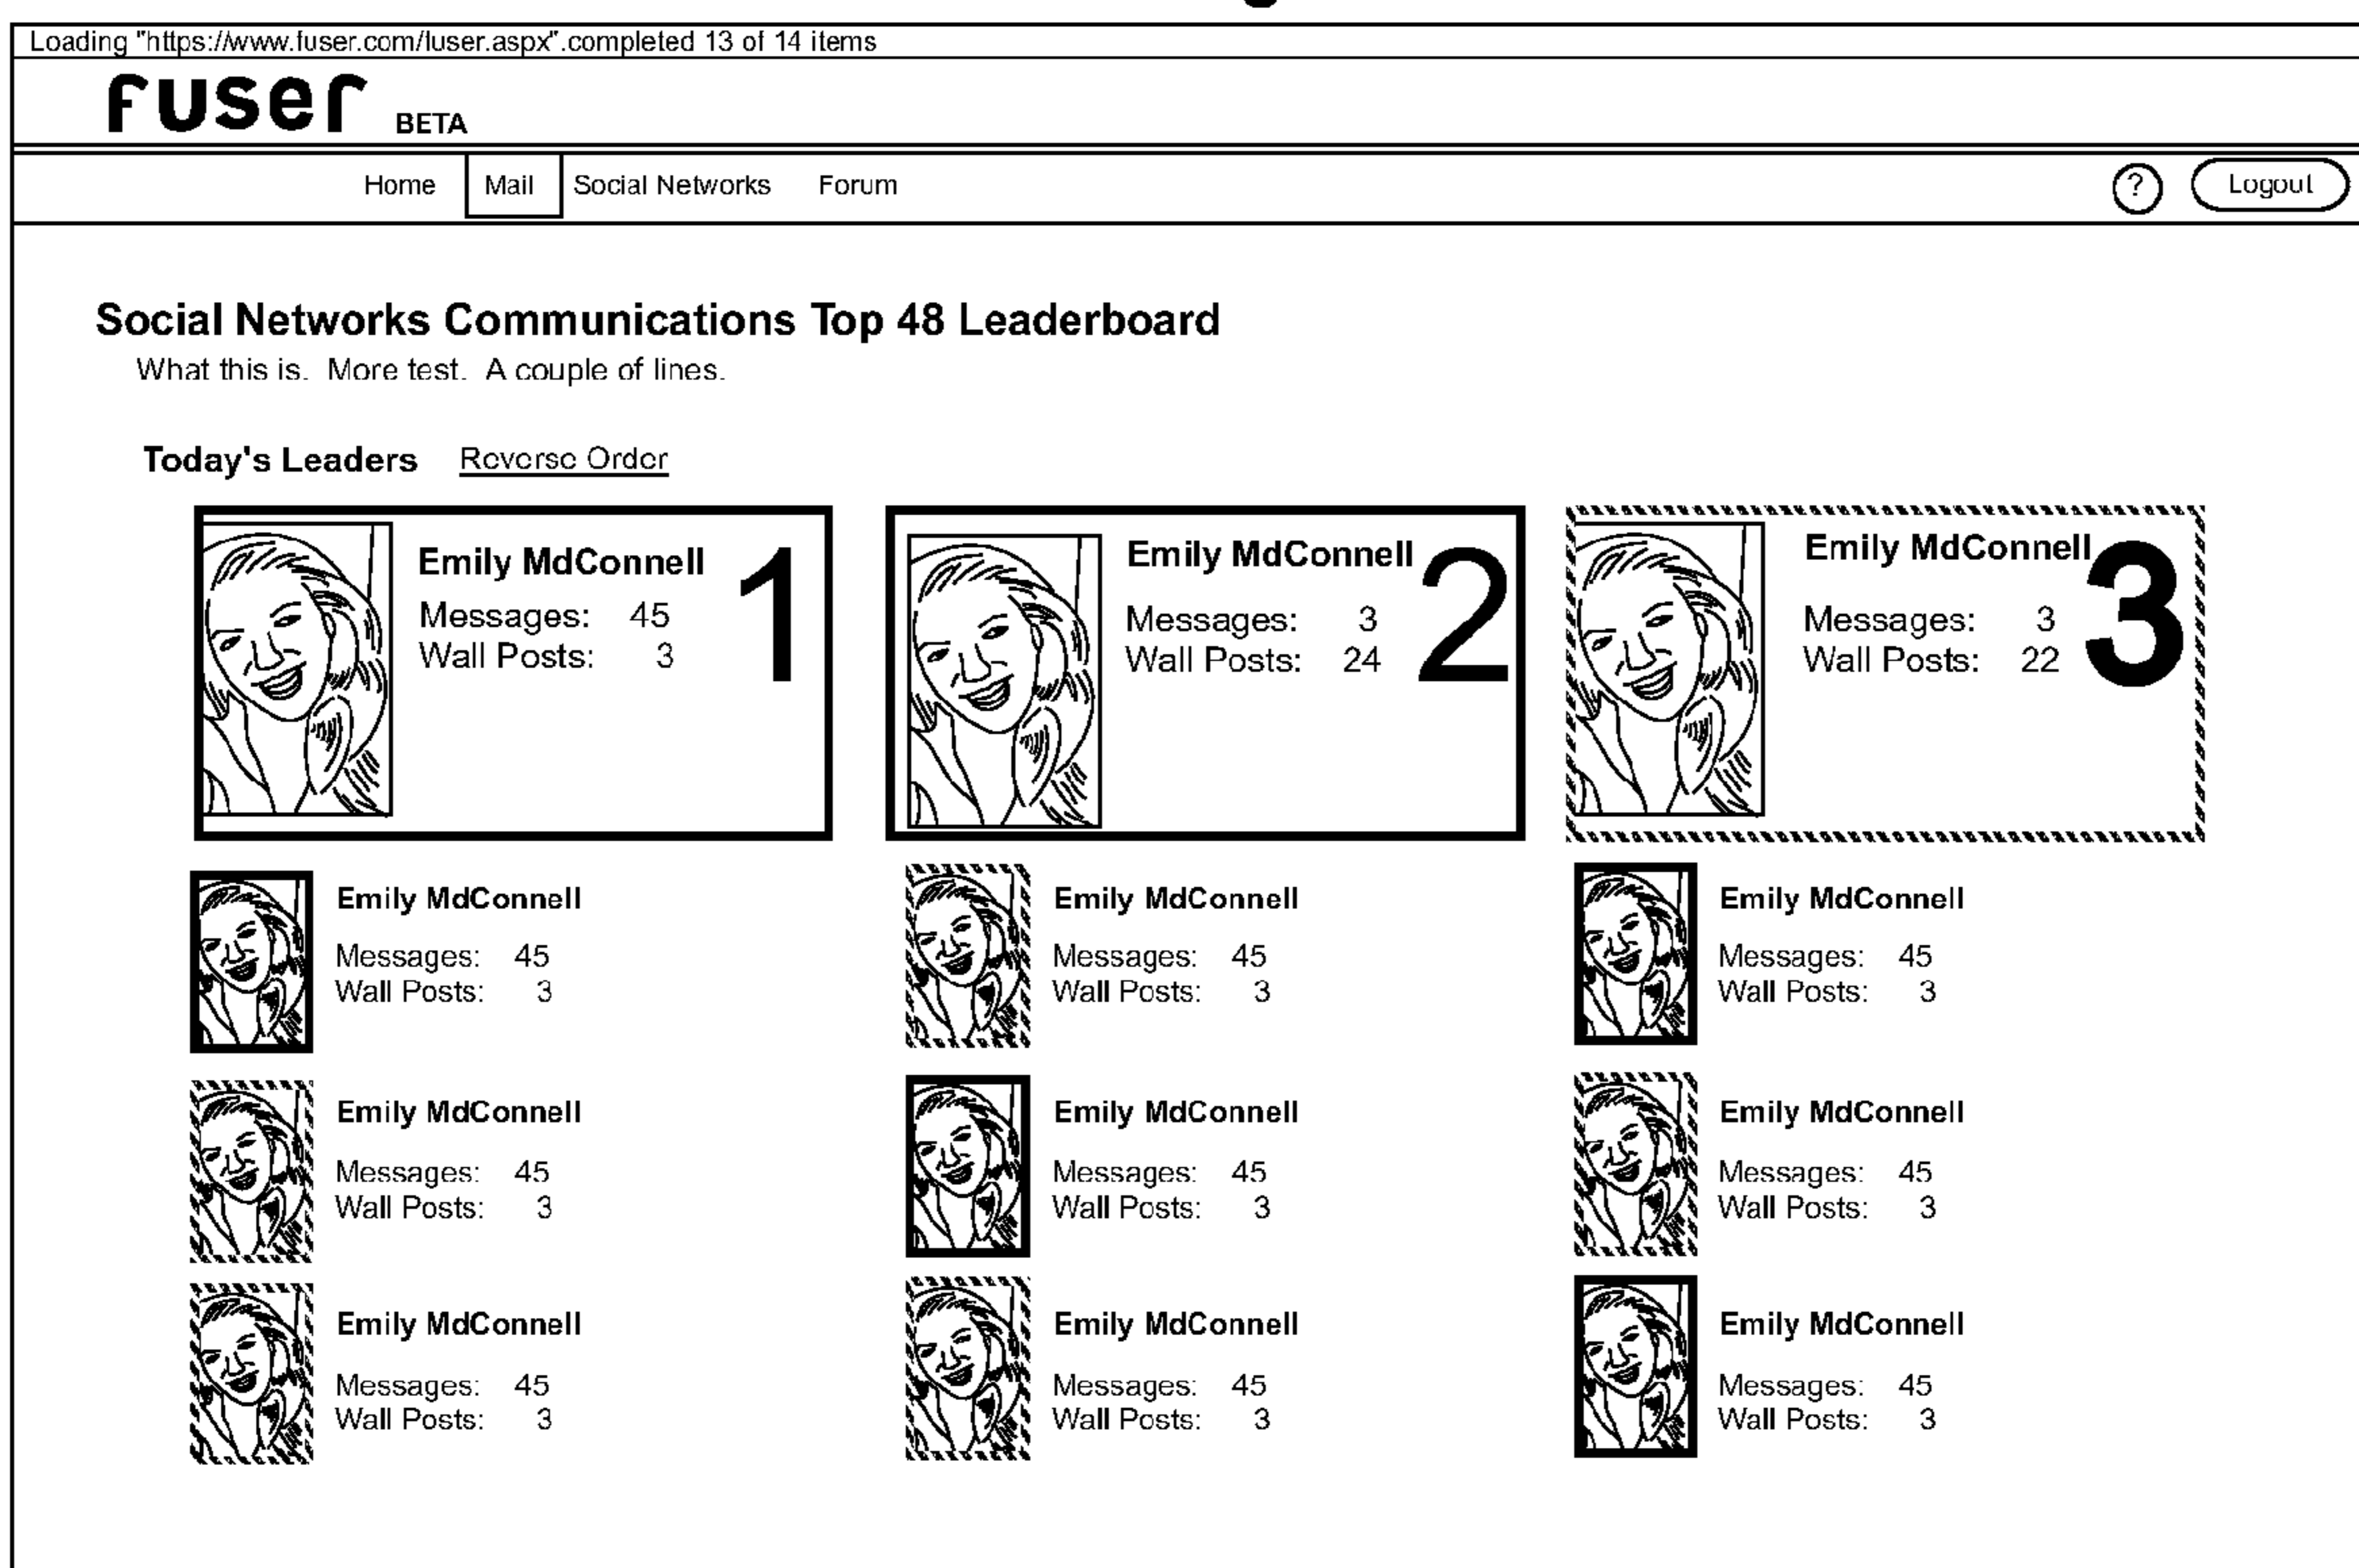 Loading "https://www.fuser.com/luser.aspx".completed 13 of 14 items
fuser BETA
Home Mail Social Networks Forum ? Logout
Social Networks Communications Top 48 Leaderboard
What this is. More test. A couple of lines.
Today's Leaders Reverse Order
Emily MdConnell 1
Messages: 45
Wall Posts: 3
Emily MdConnell 2
Messages: 3
Wall Posts: 24
Emily MdConnell 3
Messages: 3
Wall Posts: 22
Emily MdConnell
Messages: 45
Wall Posts: 3
Emily MdConnell
Messages: 45
Wall Posts: 3
Emily MdConnell
Messages: 45
Wall Posts: 3
Emily MdConnell
Messages: 45
Wall Posts: 3
Emily MdConnell
Messages: 45
Wall Posts: 3
Emily MdConnell
Messages: 45
Wall Posts: 3
Emily MdConnell
Messages: 45
Wall Posts: 3
Emily MdConnell
Messages: 45
Wall Posts: 3
Emily MdConnell
Messages: 45
Wall Posts: 3